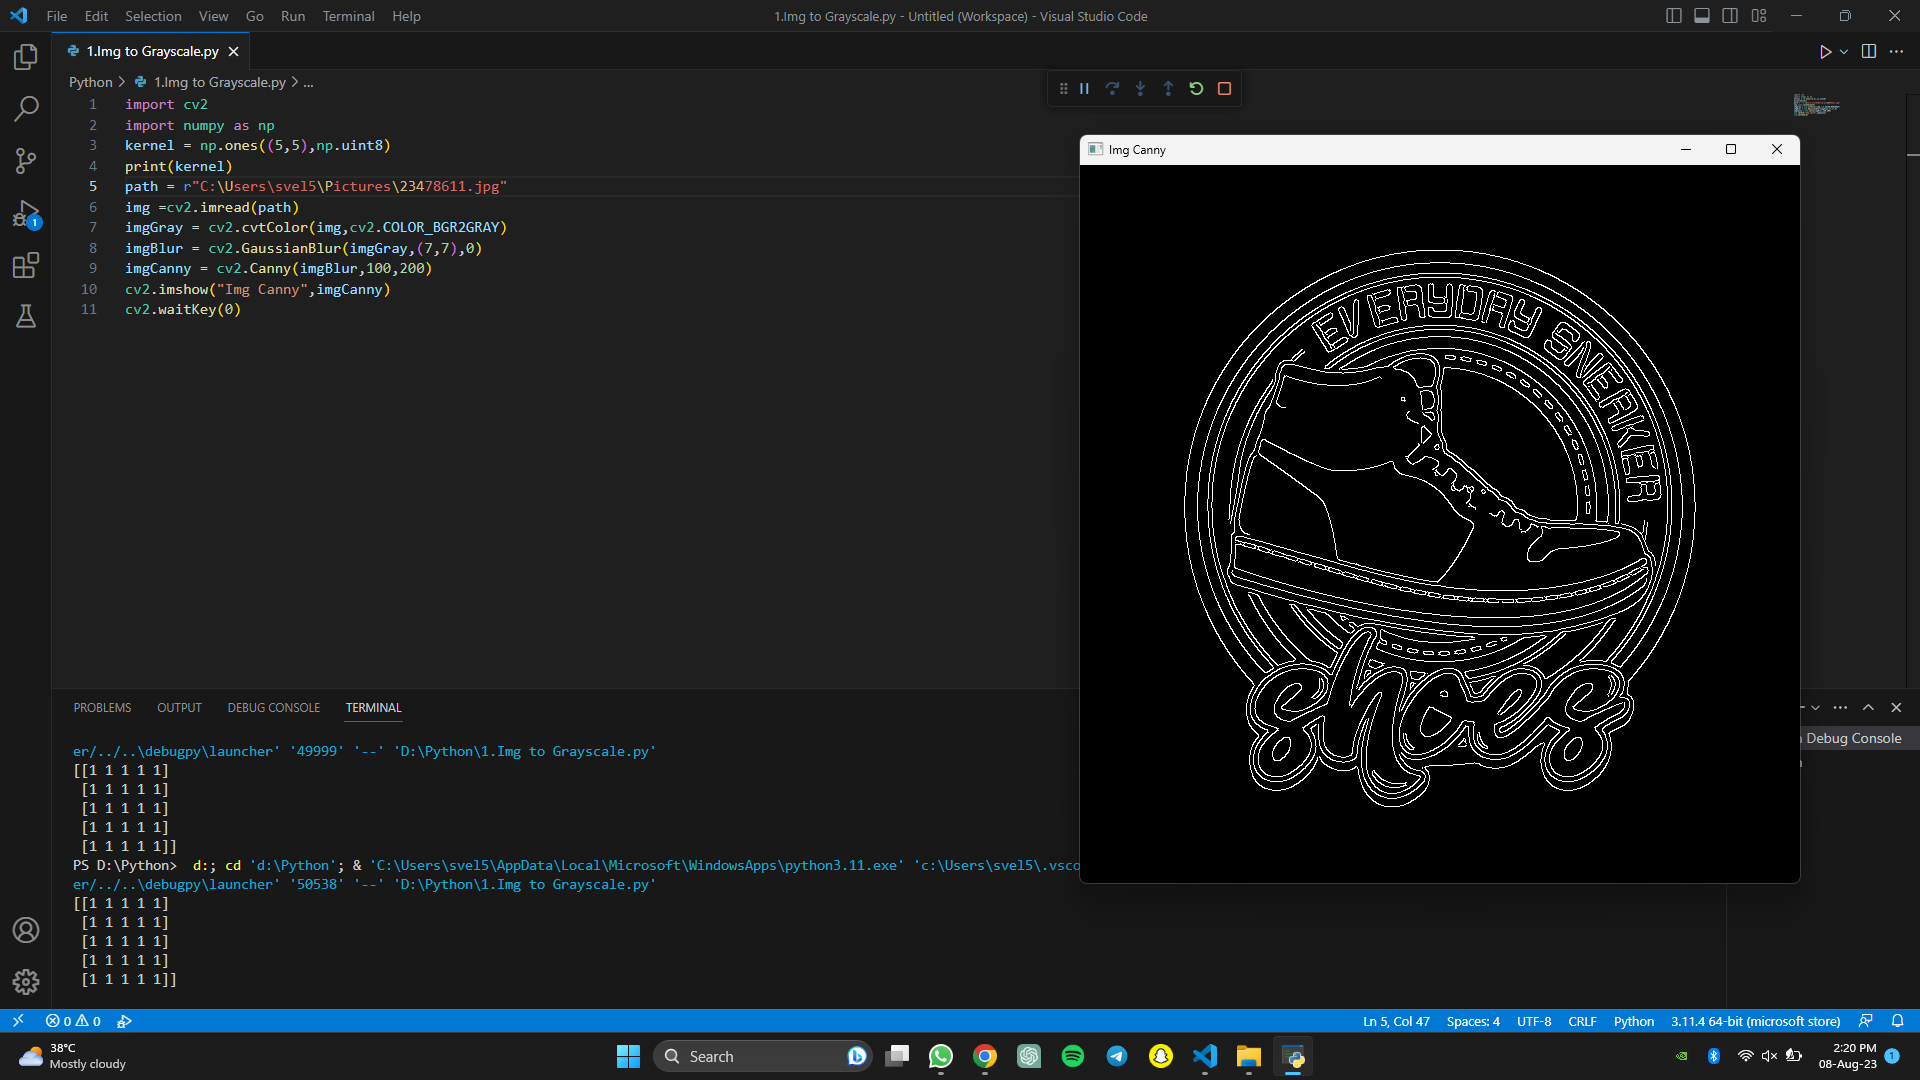 File Edit Selection View Go Run Terminal Help
1.Img to Grayscale.py - Untitled (Workspace) - Visual Studio Code
1.Img to Grayscale.py
Python > 1.Img to Grayscale.py > ...
1 import cv2
2 import numpy as np
3 kernel = np.ones((5,5),np.uint8)
4 print(kernel)
5 path = r"C:\Users\svel5\Pictures\23478611.jpg"
6 img =cv2.imread(path)
7 imgGray = cv2.cvtColor(img,cv2.COLOR_BGR2GRAY)
8 imgBlur = cv2.GaussianBlur(imgGray,(7,7),0)
9 imgCanny = cv2.Canny(imgBlur,100,200)
10 cv2.imshow("Img Canny",imgCanny)
11 cv2.waitKey(0)
1
Img Canny
EVERYDAY SNEAKER
shoes
PROBLEMS OUTPUT DEBUG CONSOLE TERMINAL
Debug Console
er/../..\debugpy\launcher' '49999' '--' 'D:\Python\1.Img to Grayscale.py'
[[1 1 1 1 1]
[1 1 1 1 1]
[1 1 1 1 1]
[1 1 1 1 1]
[1 1 1 1 1]]
PS D:\Python>  d:; cd 'd:\Python'; & 'C:\Users\svel5\AppData\Local\Microsoft\WindowsApps\python3.11.exe' 'c:\Users\svel5\.vsco
er/../..\debugpy\launcher' '50538' '--' 'D:\Python\1.Img to Grayscale.py'
[[1 1 1 1 1]
[1 1 1 1 1]
[1 1 1 1 1]
[1 1 1 1 1]
[1 1 1 1 1]]
0 0
Ln 5, Col 47 Spaces: 4 UTF-8 CRLF Python 3.11.4 64-bit (microsoft store)
38°C
Mostly cloudy
Search
2:20 PM
08-Aug-23
1